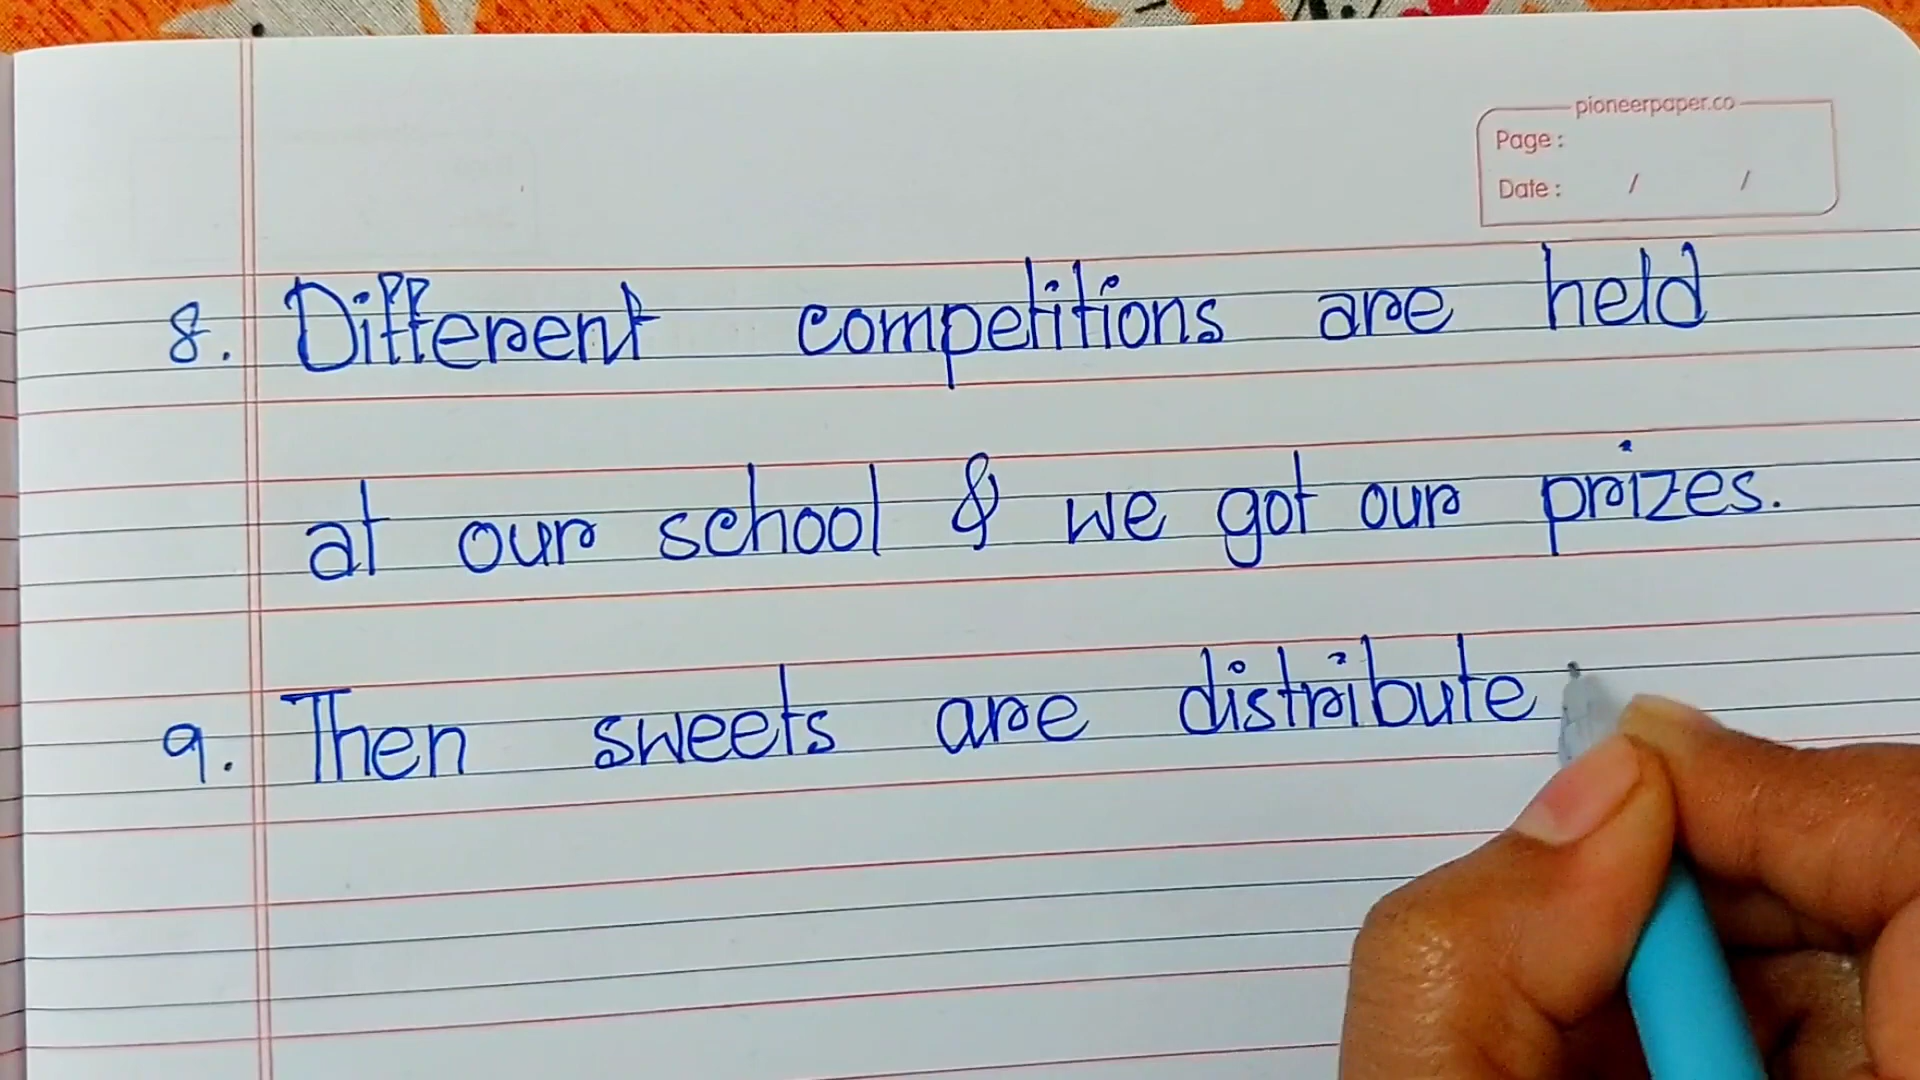 pioneerpaper.co
Page :
Date : / /
8. Different competitions are held
at our school & we got our prizes.
9. Then sweets are distribute